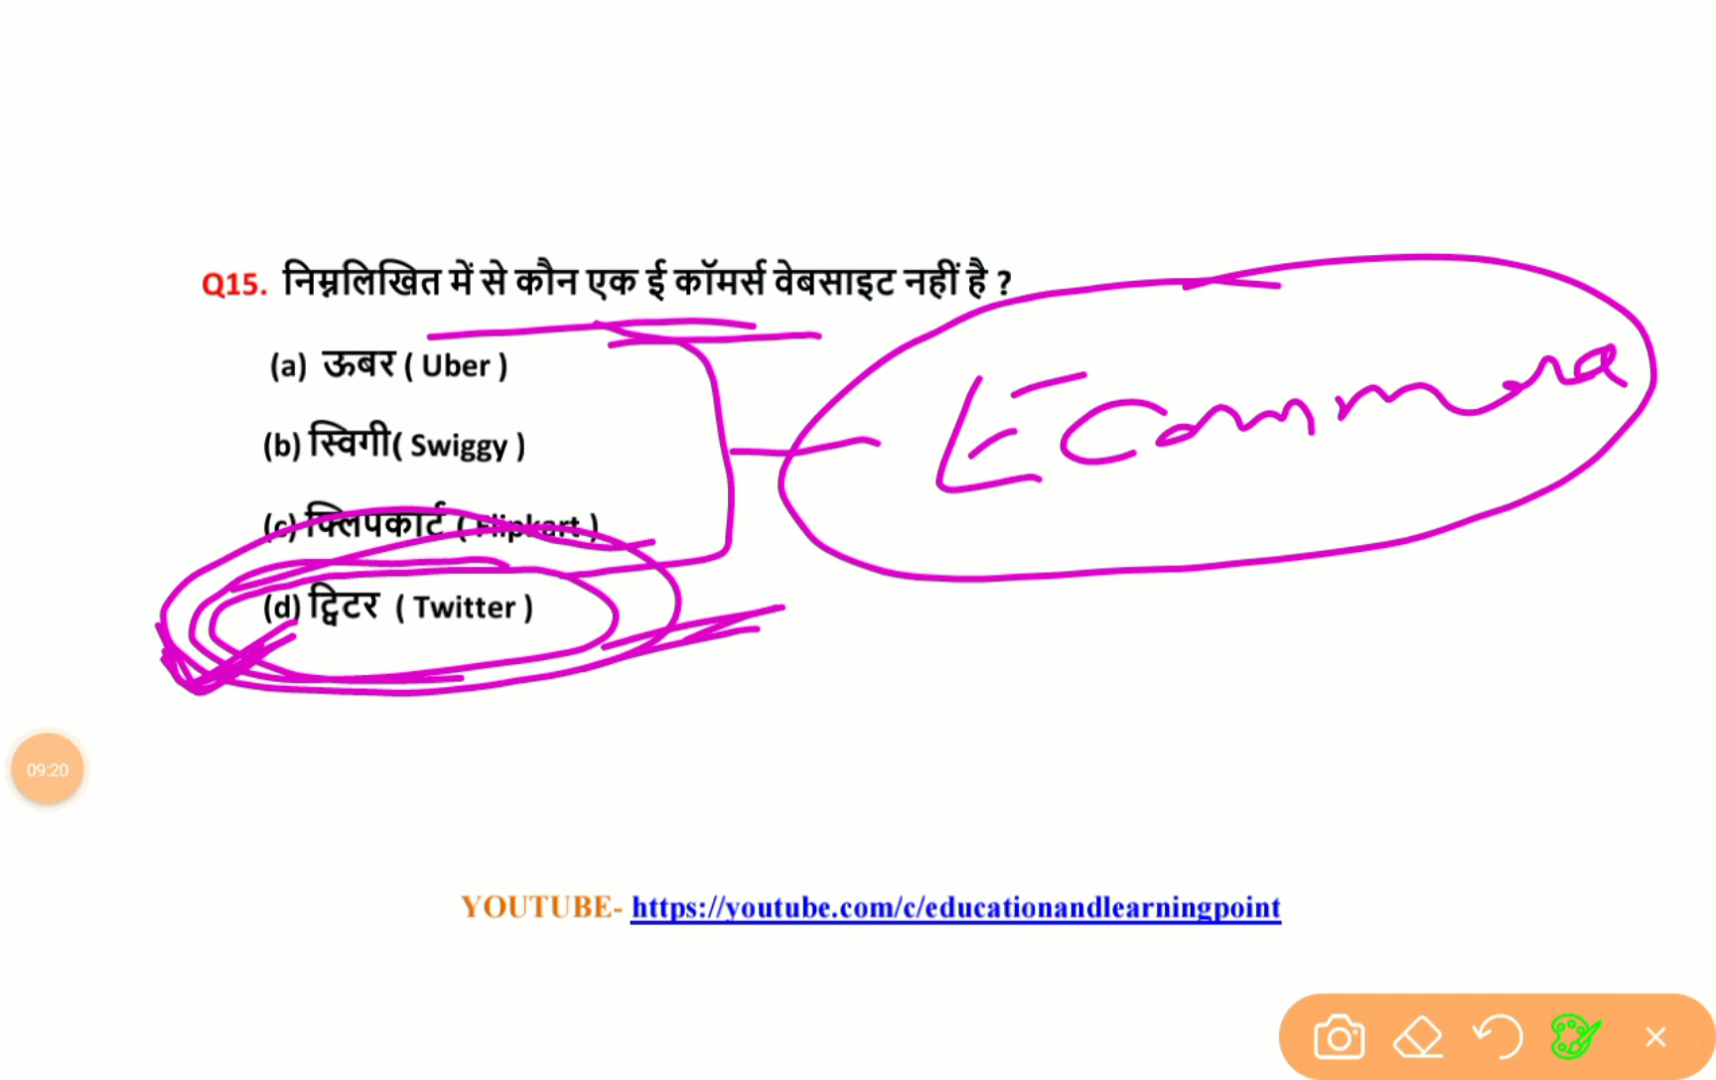 Q15. निम्नलिखित में से कौन एक ई कॉमर्स वेबसाइट नहीं है ?
(a) ऊबर ( Uber )
(b) स्विगी( Swiggy )
(c) फ्लिपकार्ट ( Flipkart )
(d) ट्विटर ( Twitter )
09:20
YOUTUBE- https://youtube.com/c/educationandlearningpoint